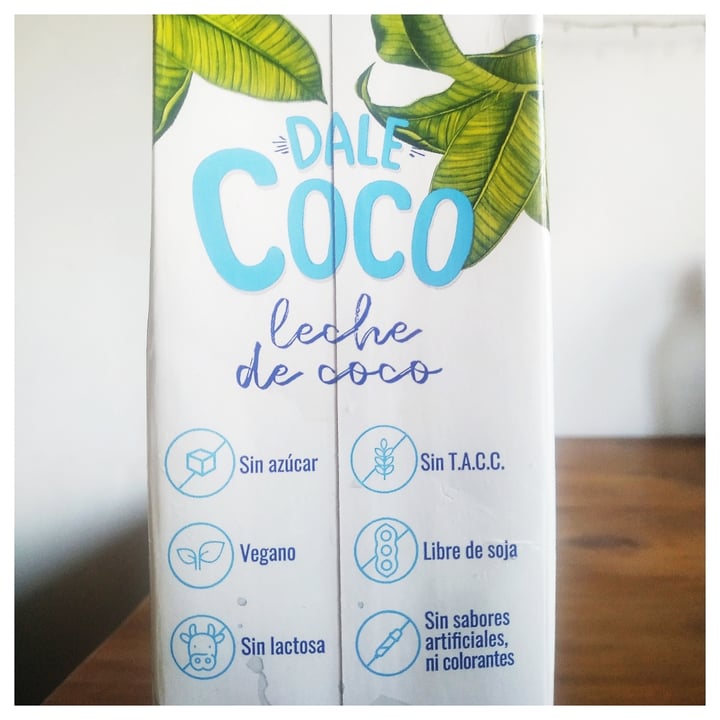 DALE
COCO
leche
de coco
Sin azúcar
Sin T.A.C.C.
Vegano
Libre de soja
Sin lactosa
Sin sabores
artificiales,
ni colorantes